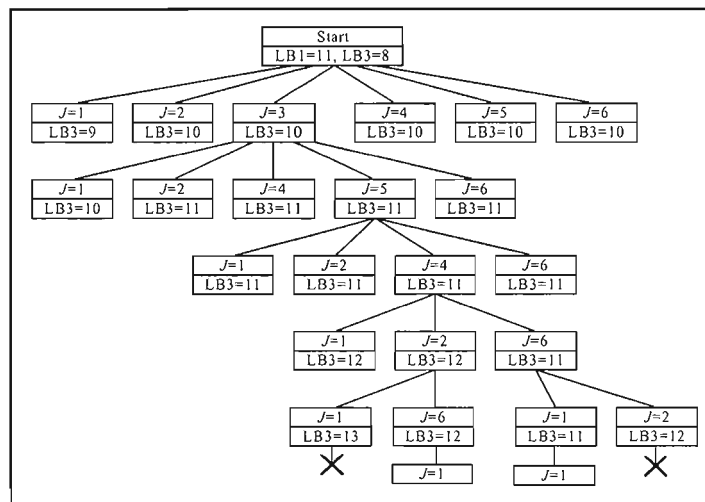 Start
LB1=11, LB3=8
J=1 J=2 J=3 J=4 J=5 J=6
LB3=9 LB3=10 LB3=10 LB3=10 LB3=10 LB3=10
J=1 J=2 J=4 J=5 J=6
LB3=10 LB3=11 LB3=11 LB3=11 LB3=11
J=1 J=2 J=4 J=6
LB3=11 LB3=11 LB3=11 LB3=11
J=1 J=2 J=6
LB3=12 LB3=12 LB3=11
J=1 J=6 J=1 J=2
LB3=13 LB3=12 LB3=11 LB3=12
J=1 J=1